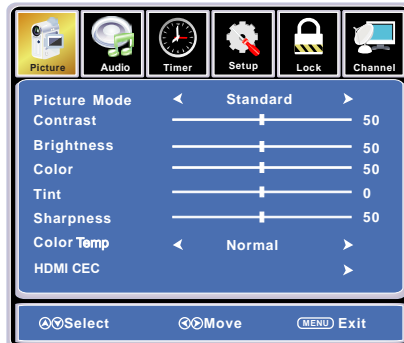 Picture Audio Timer Setup Lock Channel
Picture Mode Standard
Contrast 50
Brightness 50
Color 50
Tint 0
Sharpness 50
Color Temp Normal
HDMI CEC
Select Move MENU Exit